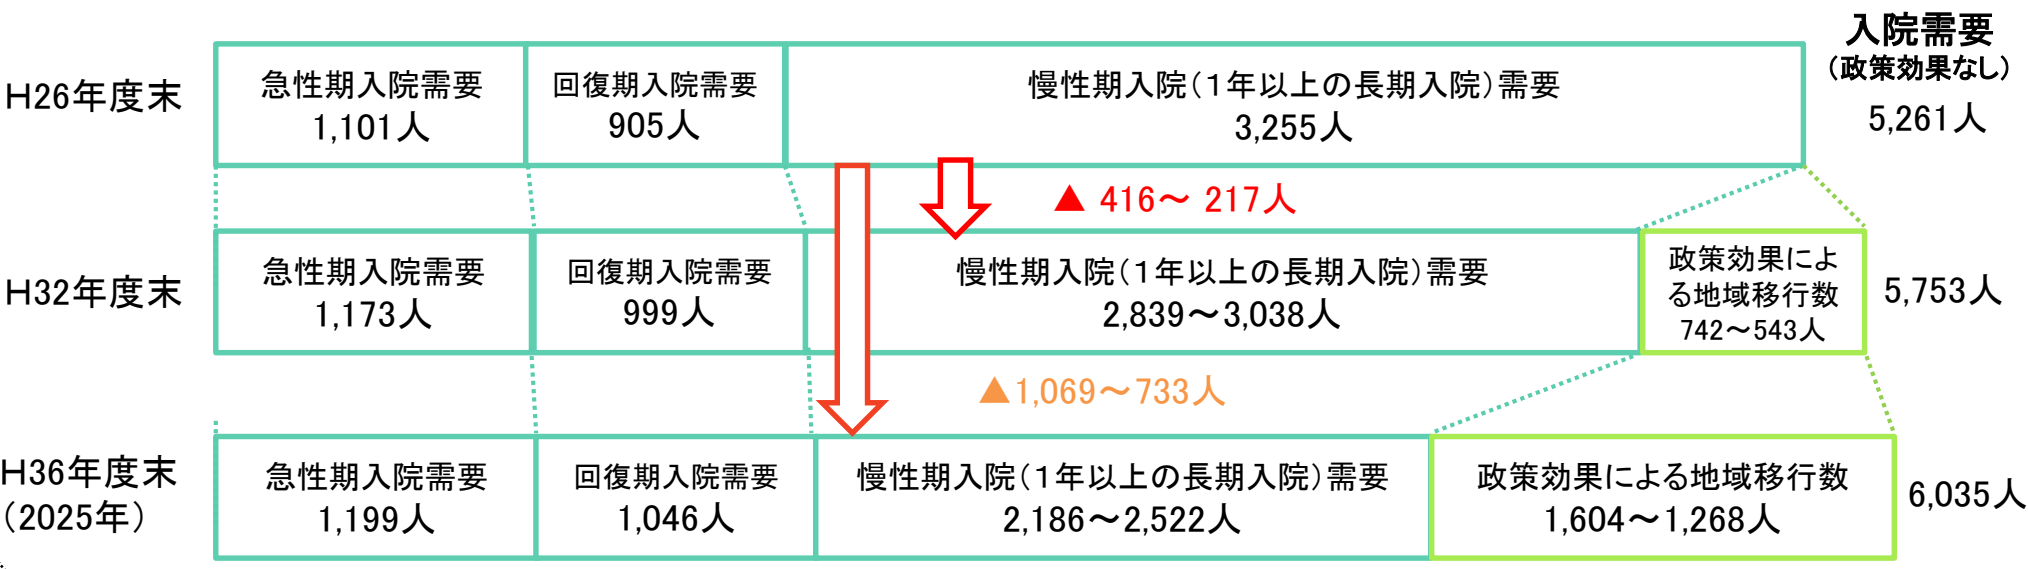 入院需要
（政策効果なし）
H26年度末
急性期入院需要
1,101人
回復期入院需要
905人
慢性期入院（１年以上の長期入院）需要
3,255人
5,261人
▲ 416～ 217人
H32年度末
急性期入院需要
1,173人
回復期入院需要
999人
慢性期入院（１年以上の長期入院）需要
2,839～3,038人
政策効果によ
る地域移行数
742～543人
5,753人
▲1,069～733人
H36年度末
（2025年）
急性期入院需要
1,199人
回復期入院需要
1,046人
慢性期入院（１年以上の長期入院）需要
2,186～2,522人
政策効果による地域移行数
1,604～1,268人
6,035人